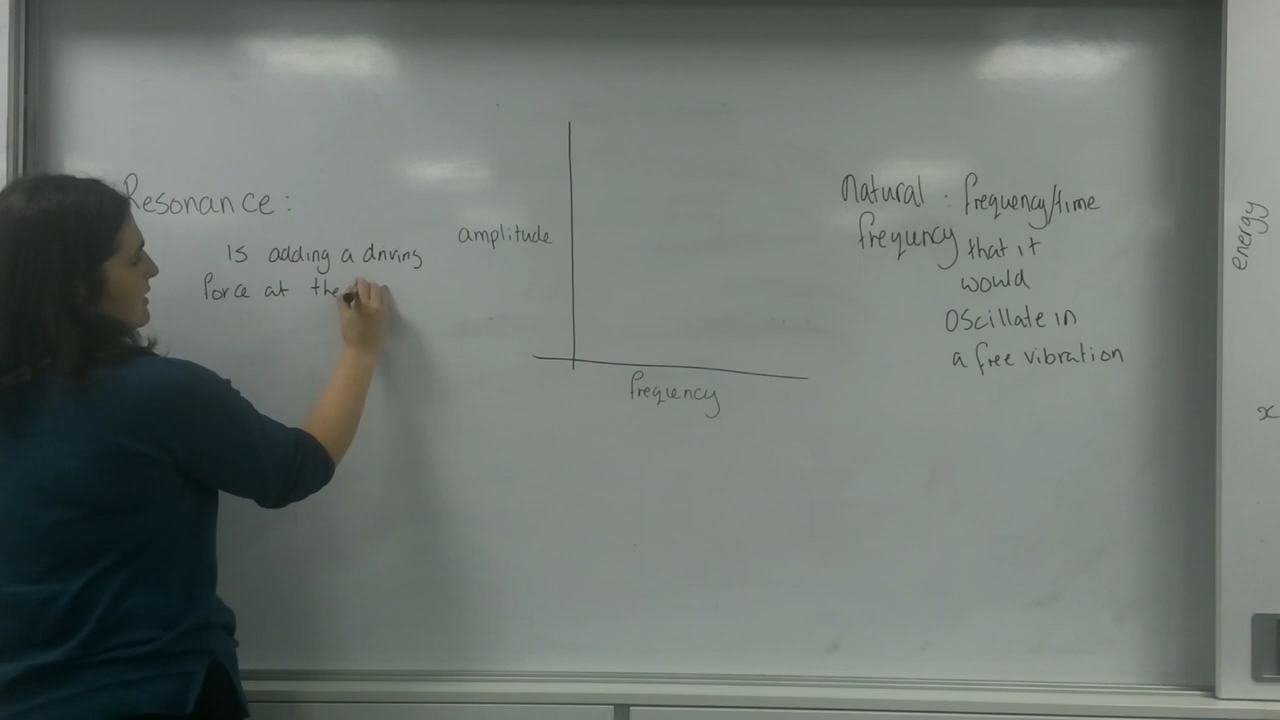 Resonance:
is adding a driving
force at the
amplitude
frequency
Natural : frequency/time
frequency that it
would
oscillate in
a free vibration
energy
x